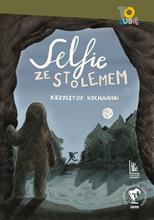 TO
LUBIĘ
Selfie
ZE STOLEMEM
KRZYSZTOF KOCHAŃSKI